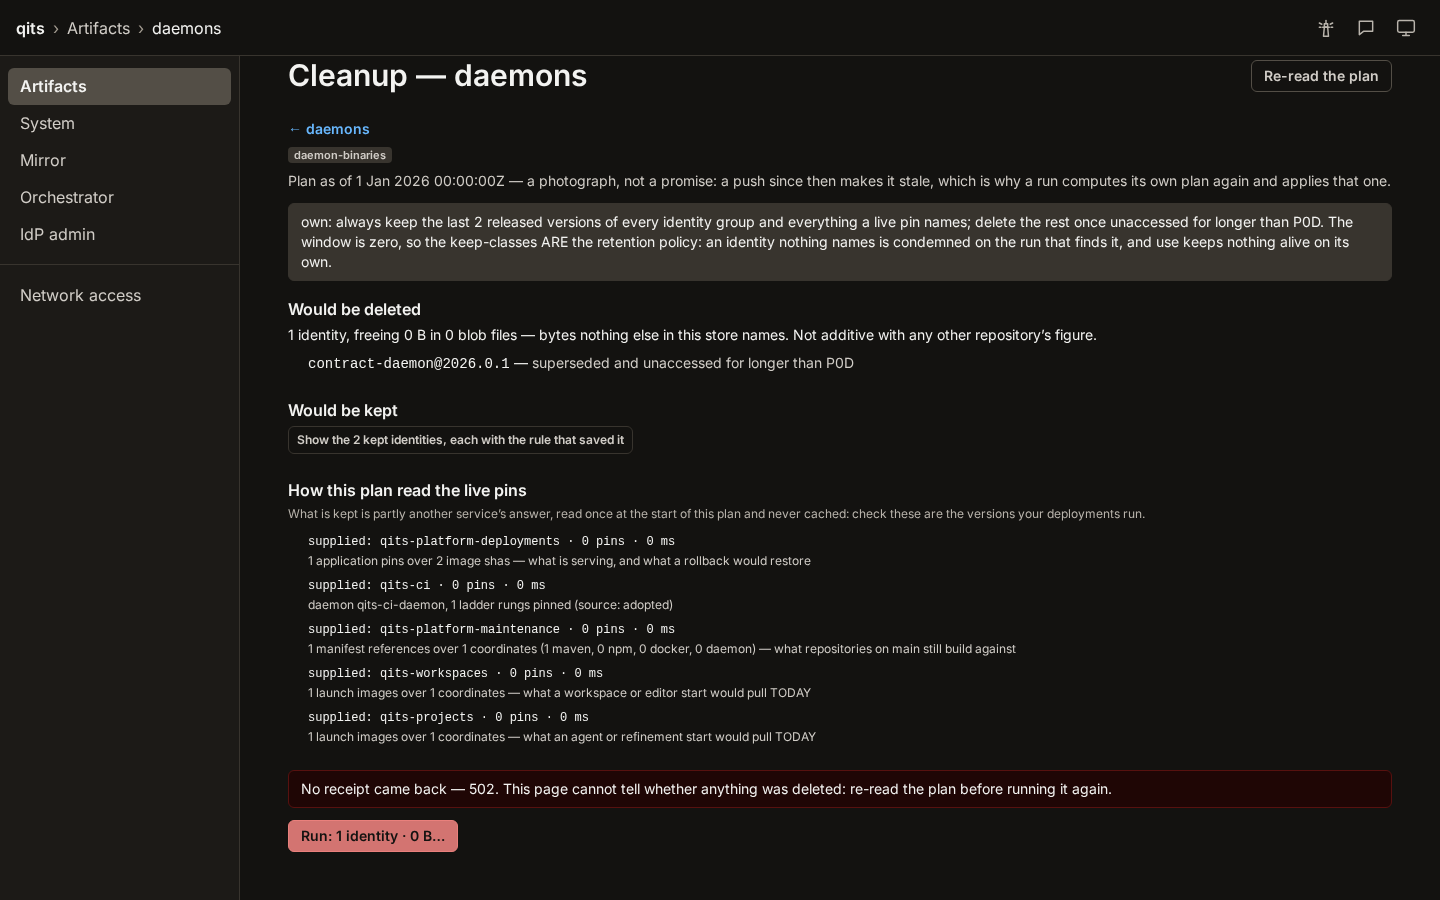 qits › Artifacts › daemons
Artifacts
System
Mirror
Orchestrator
IdP admin
Network access
Cleanup — daemons
Re-read the plan
← daemons
daemon-binaries
Plan as of 1 Jan 2026 00:00:00Z — a photograph, not a promise: a push since then makes it stale, which is why a run computes its own plan again and applies that one.
own: always keep the last 2 released versions of every identity group and everything a live pin names; delete the rest once unaccessed for longer than P0D. The
window is zero, so the keep-classes ARE the retention policy: an identity nothing names is condemned on the run that finds it, and use keeps nothing alive on its
own.
Would be deleted
1 identity, freeing 0 B in 0 blob files — bytes nothing else in this store names. Not additive with any other repository’s figure.
contract-daemon@2026.0.1 — superseded and unaccessed for longer than P0D
Would be kept
Show the 2 kept identities, each with the rule that saved it
How this plan read the live pins
What is kept is partly another service’s answer, read once at the start of this plan and never cached: check these are the versions your deployments run.
supplied: qits-platform-deployments · 0 pins · 0 ms
1 application pins over 2 image shas — what is serving, and what a rollback would restore
supplied: qits-ci · 0 pins · 0 ms
daemon qits-ci-daemon, 1 ladder rungs pinned (source: adopted)
supplied: qits-platform-maintenance · 0 pins · 0 ms
1 manifest references over 1 coordinates (1 maven, 0 npm, 0 docker, 0 daemon) — what repositories on main still build against
supplied: qits-workspaces · 0 pins · 0 ms
1 launch images over 1 coordinates — what a workspace or editor start would pull TODAY
supplied: qits-projects · 0 pins · 0 ms
1 launch images over 1 coordinates — what an agent or refinement start would pull TODAY
No receipt came back — 502. This page cannot tell whether anything was deleted: re-read the plan before running it again.
Run: 1 identity · 0 B…